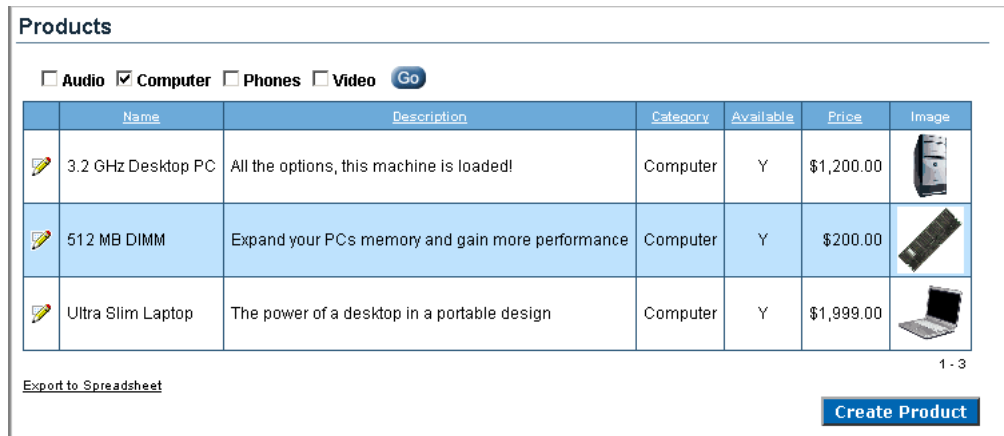 Products
Audio Computer Phones Video Go
Name Description Category Available Price Image
3.2 GHz Desktop PC All the options, this machine is loaded! Computer Y $1,200.00
512 MB DIMM Expand your PCs memory and gain more performance Computer Y $200.00
Ultra Slim Laptop The power of a desktop in a portable design Computer Y $1,999.00
1 - 3
Export to Spreadsheet
Create Product